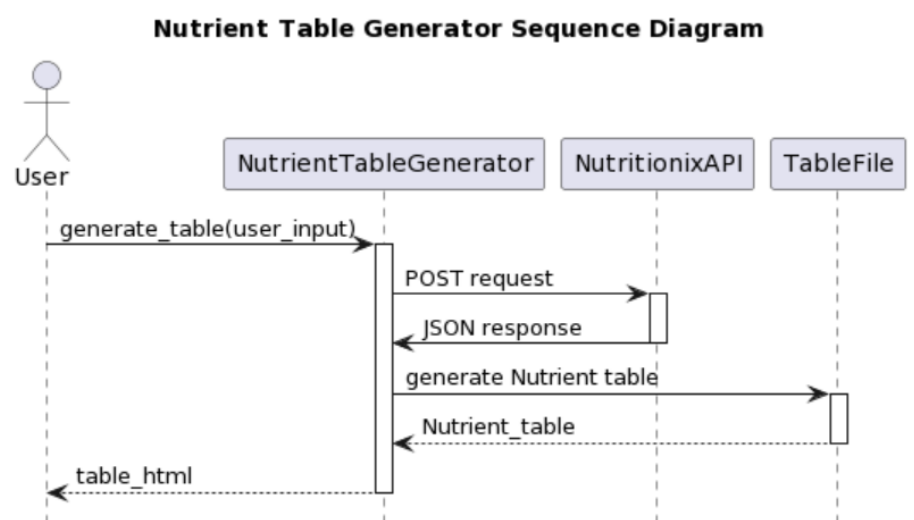 Nutrient Table Generator Sequence Diagram
User
NutrientTableGenerator
NutritionixAPI
TableFile
generate_table(user_input)
POST request
JSON response
generate Nutrient table
Nutrient_table
table_html